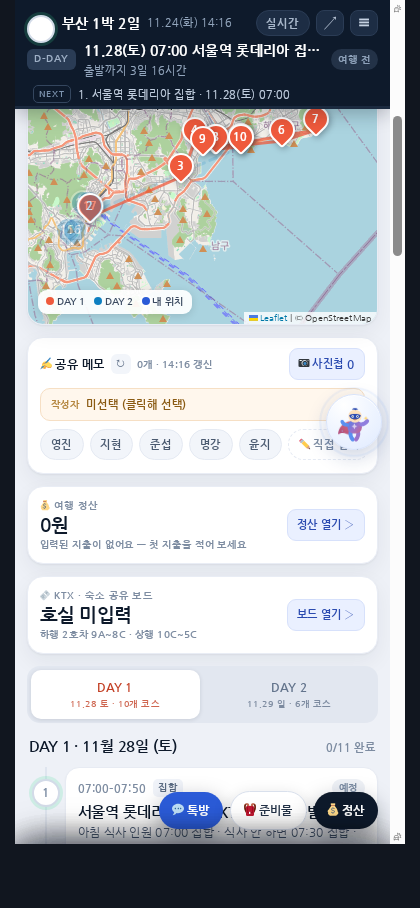 부산 1박 2일 11.24(화) 14:16 실시간
D-DAY 11.28(토) 07:00 서울역 롯데리아 집… 여행 전
출발까지 3일 16시간
NEXT 1. 서울역 롯데리아 집합 · 11.28(토) 07:00
7
6
9 10
3
남구
DAY 1 DAY 2 내 위치
Leaflet | © OpenStreetMap
공유 메모 0개 · 14:16 갱신 사진첩 0
작성자 미선택 (클릭해 선택)
영진 지현 준섭 명강 윤지 직접
여행 정산
0원
입력된 지출이 없어요 — 첫 지출을 적어 보세요
정산 열기 >
KTX · 숙소 공유 보드
호실 미입력
하행 2호차 9A~8C · 상행 10C~5C
보드 열기 >
DAY 1
11.28 토 · 10개 코스
DAY 2
11.29 일 · 6개 코스
DAY 1 · 11월 28일 (토) 0/11 완료
1 07:00-07:50 집합 예정
서울역 롯데리
톡방 준비물 정산
아침 식사 인원 07:00 집합 · 식사 안 하면 07:30 집합 ·